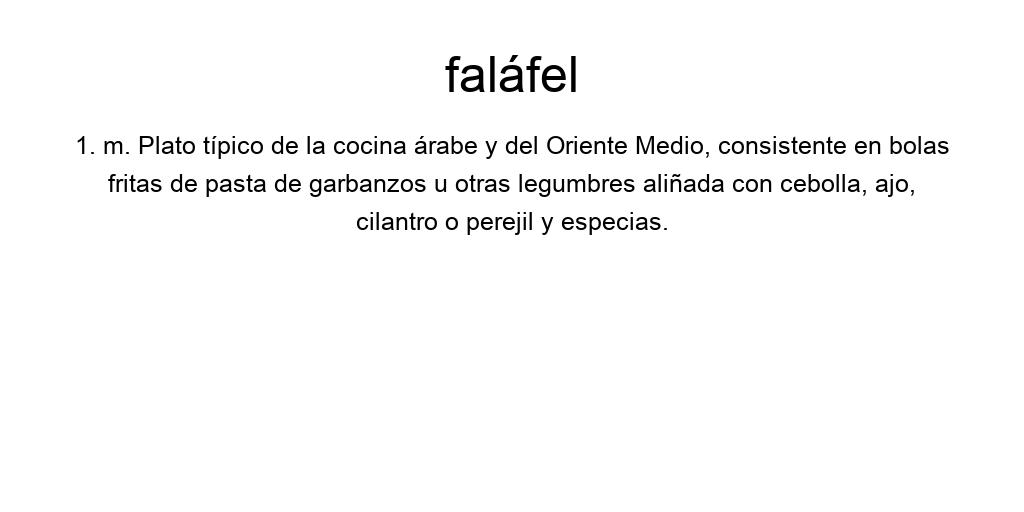 faláfel
1. m. Plato típico de la cocina árabe y del Oriente Medio, consistente en bolas
fritas de pasta de garbanzos u otras legumbres aliñada con cebolla, ajo,
cilantro o perejil y especias.